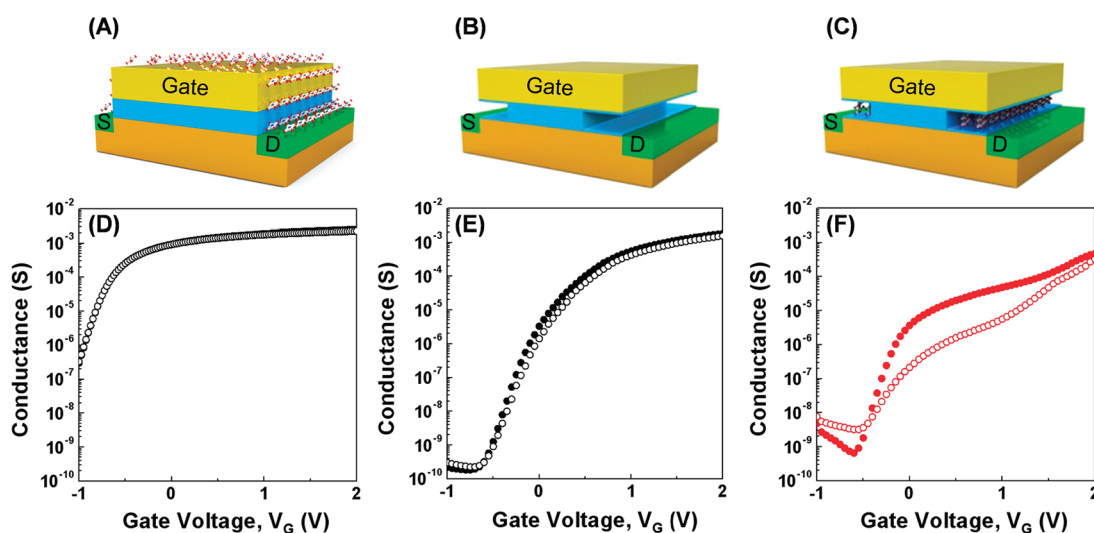 (A)
Gate
S
D
(B)
Gate
S
D
(C)
Gate
S
D
(D)
Conductance (S)
10⁻²
10⁻³
10⁻⁴
10⁻⁵
10⁻⁶
10⁻⁷
10⁻⁸
10⁻⁹
10⁻¹⁰
-1 0 1 2
Gate Voltage, V_G (V)
(E)
Conductance (S)
10⁻²
10⁻³
10⁻⁴
10⁻⁵
10⁻⁶
10⁻⁷
10⁻⁸
10⁻⁹
10⁻¹⁰
-1 0 1 2
Gate Voltage, V_G (V)
(F)
Conductance (S)
10⁻²
10⁻³
10⁻⁴
10⁻⁵
10⁻⁶
10⁻⁷
10⁻⁸
10⁻⁹
10⁻¹⁰
-1 0 1 2
Gate Voltage, V_G (V)